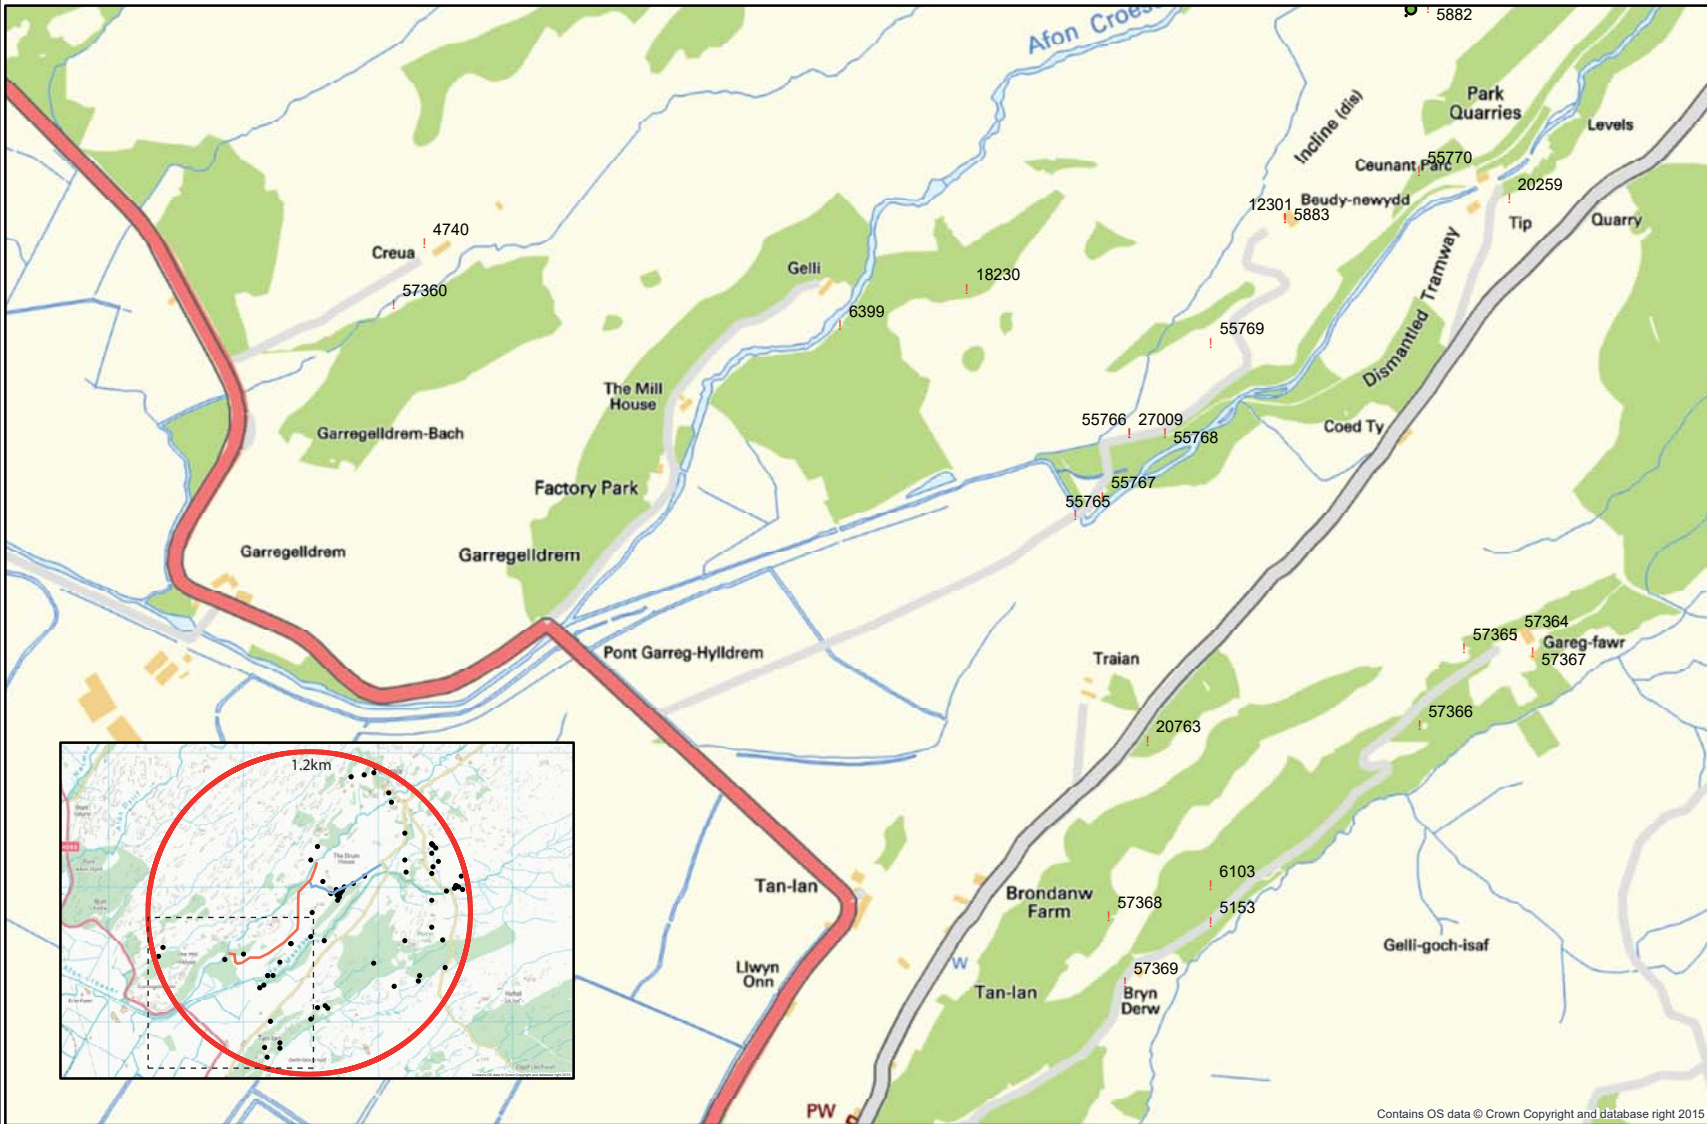 Afon Croes
5882
Park
Quarries
Levels
Incline (dis)
Ceunant Parc
55770
20259
12301
5883
Beudy-newydd
Tip
Quarry
4740
Creua
57360
Gelli
18230
6399
Dismantled Tramway
55769
The Mill
House
55766
27009
55768
Coed Ty
Garregelldrem-Bach
Factory Park
55767
55765
Garregelldrem
Garregelldrem
57364
57365
Gareg-fawr
57367
Pont Garreg-Hylldrem
Traian
57366
20763
1.2km
The Drum
House
Tan-lan
6103
Brondanw
Farm
57368
5153
Gelli-goch-isaf
Llwyn
Onn
W
57369
Tan-lan
Bryn
Derw
PW
Contains OS data © Crown Copyright and database right 2015